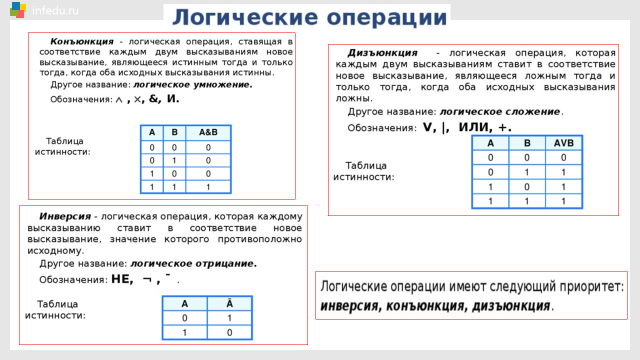 infedu.ru
Логические операции
Конъюнкция - логическая операция, ставящая в
соответствие каждым двум высказываниям новое
высказывание, являющееся истинным тогда и только
тогда, когда оба исходных высказывания истинны.
Другое название: логическое умножение.
Обозначения: ∧ , ×, &, И.
Таблица
истинности:
A B A&B
0 0 0
0 1 0
1 0 0
1 1 1
Дизъюнкция - логическая операция, которая
каждым двум высказываниям ставит в соответствие
новое высказывание, являющееся ложным тогда и
только тогда, когда оба исходных высказывания
ложны.
Другое название: логическое сложение.
Обозначения: V, |, ИЛИ, +.
Таблица
истинности:
A B AVB
0 0 0
0 1 1
1 0 1
1 1 1
Инверсия - логическая операция, которая каждому
высказыванию ставит в соответствие новое
высказывание, значение которого противоположно
исходному.
Другое название: логическое отрицание.
Обозначения: НЕ, ¬ , ¯ .
Таблица
истинности:
A Ā
0 1
1 0
Логические операции имеют следующий приоритет:
инверсия, конъюнкция, дизъюнкция.